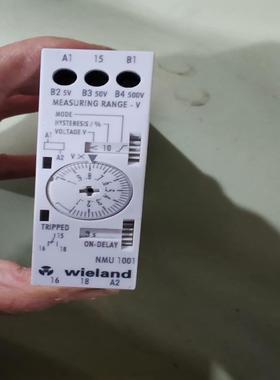 A1 15 B1
B2 5V B3 50V B4 500V
MEASURING RANGE - V
MODE
HYSTERESIS / %
VOLTAGE V
< 10
A1
A2
V
TRIPPED
15
16 18
s
ON-DELAY
NMU 1001
wieland
16 18 A2